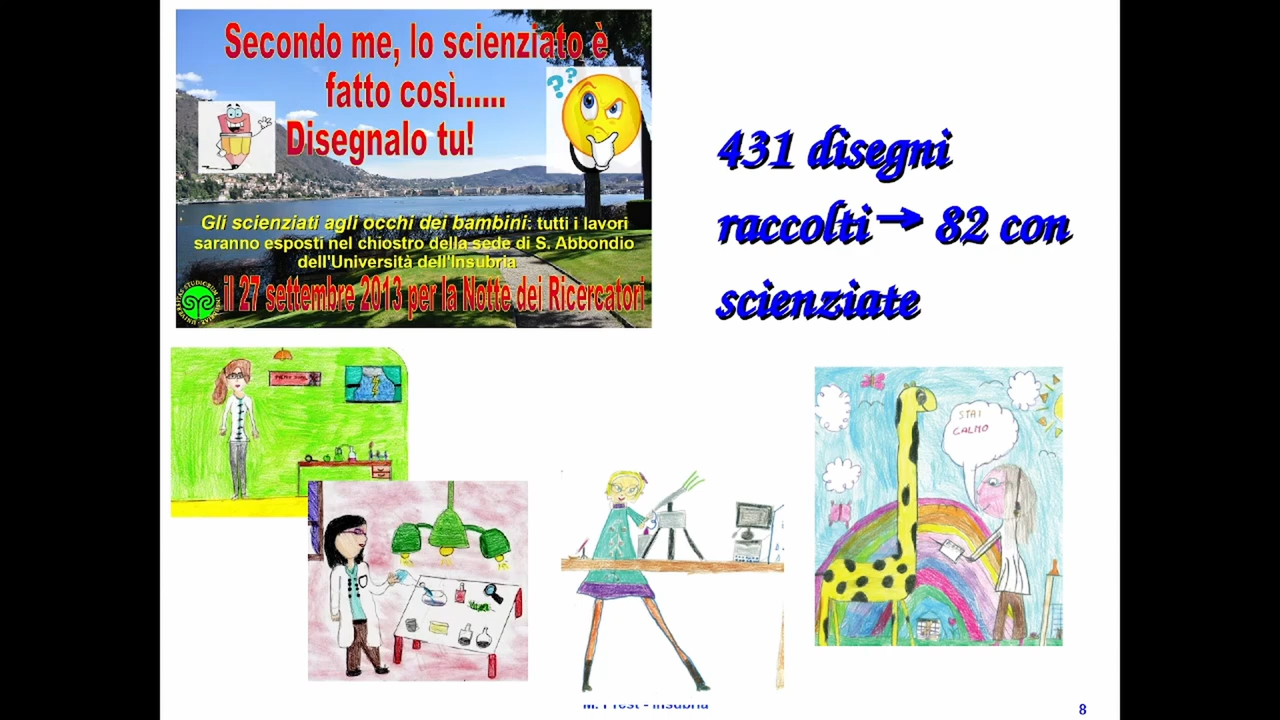 Secondo me, lo scienziato è
fatto così......
Disegnalo tu!
Gli scienziati agli occhi dei bambini: tutti i lavori
saranno esposti nel chiostro della sede di S. Abbondio
dell'Università dell'Insubria
il 27 settembre 2013 per la Notte dei Ricercatori
431 disegni
raccolti → 82 con
scienziate
STAI
CALMO
M. Prest - Insubria
8